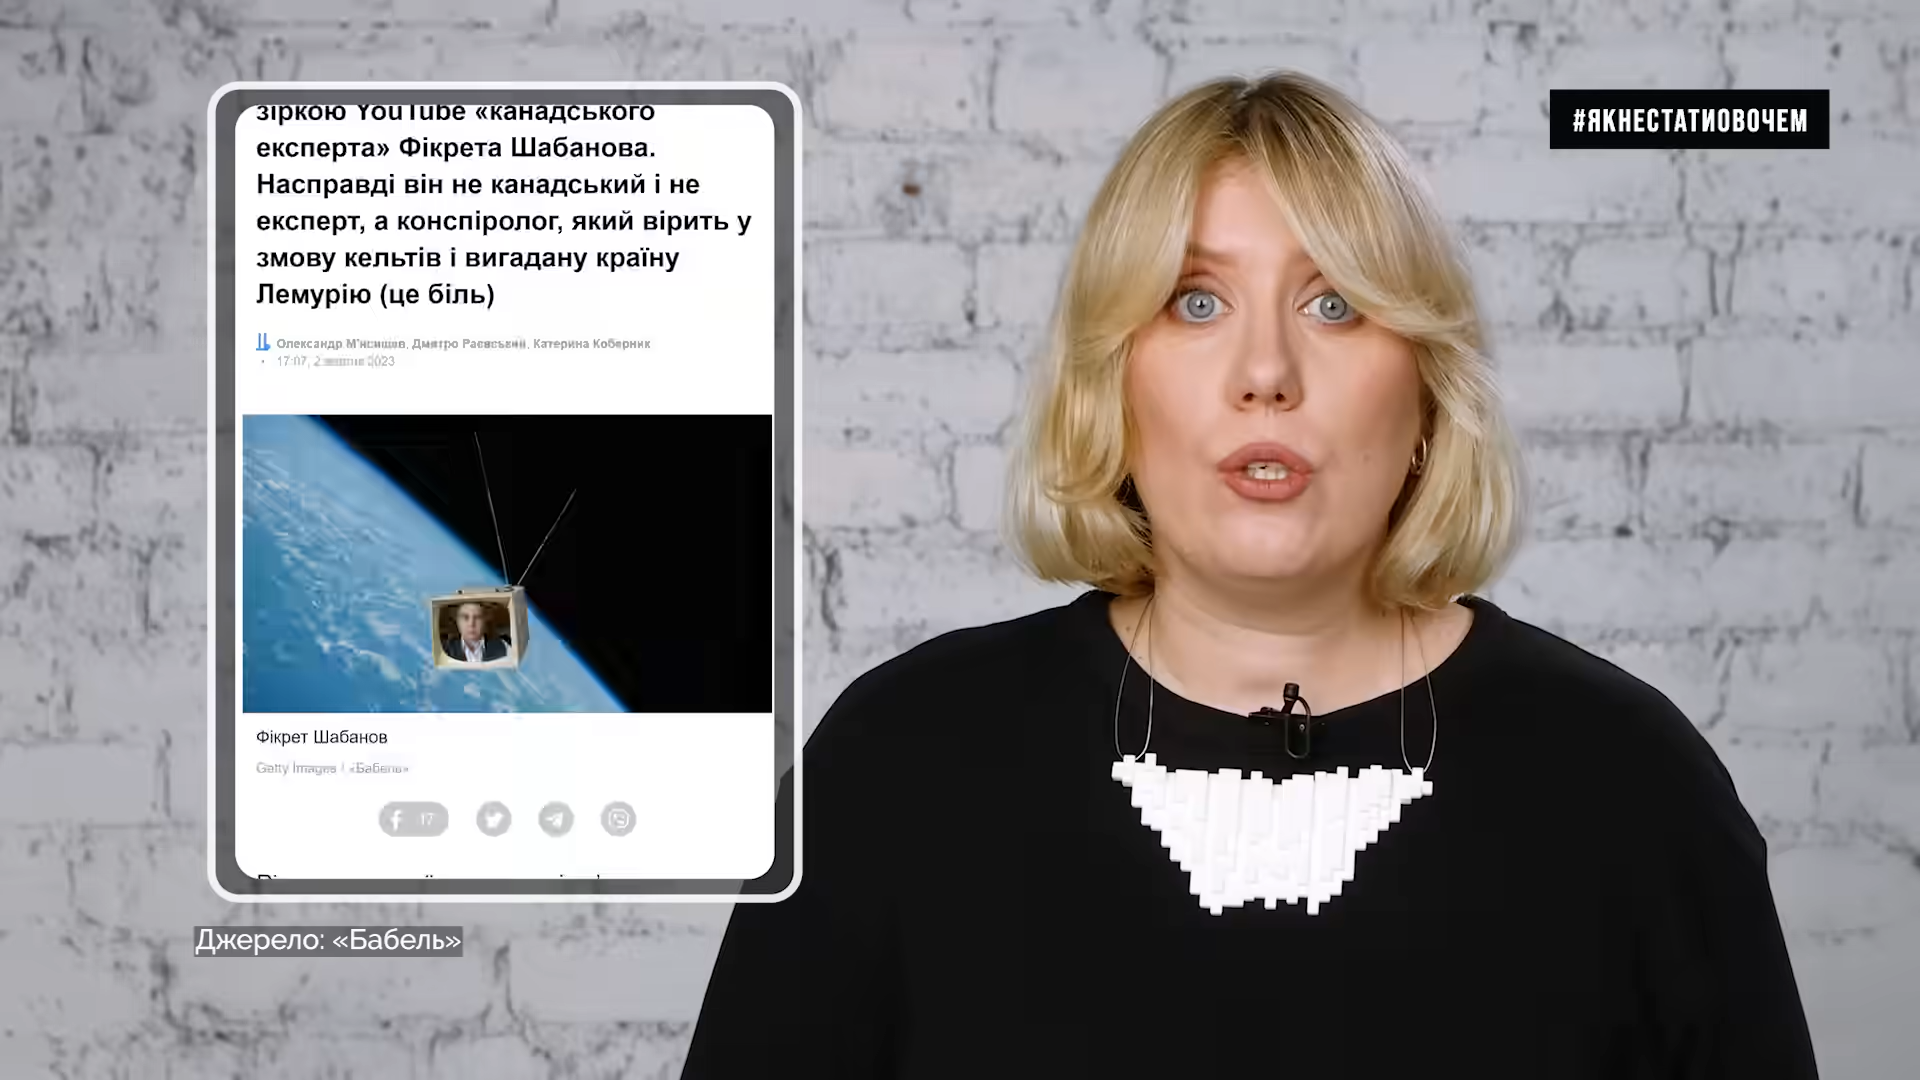 зіркою YouTube «канадського
експерта» Фікрета Шабанова.
Насправді він не канадський і не
експерт, а конспіролог, який вірить у
змову кельтів і вигадану країну
Лемурію (це біль)
Олександр Дмитро Катерина Коберник
17:07, 2 2023
Фікрет Шабанов
Getty Images / «Бабель»
17
Джерело: «Бабель»
#ЯКНЕСТАТИОВОЧЕМ